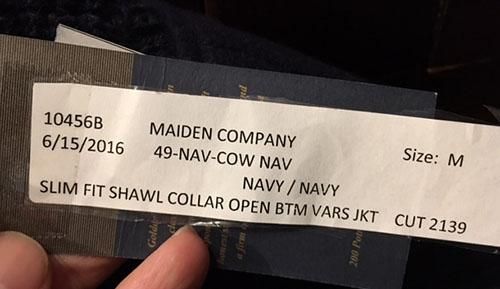 10456B MAIDEN COMPANY Size: M
6/15/2016 49-NAV-COW NAV
NAVY / NAVY
SLIM FIT SHAWL COLLAR OPEN BTM VARS JKT CUT 2139
a firm o